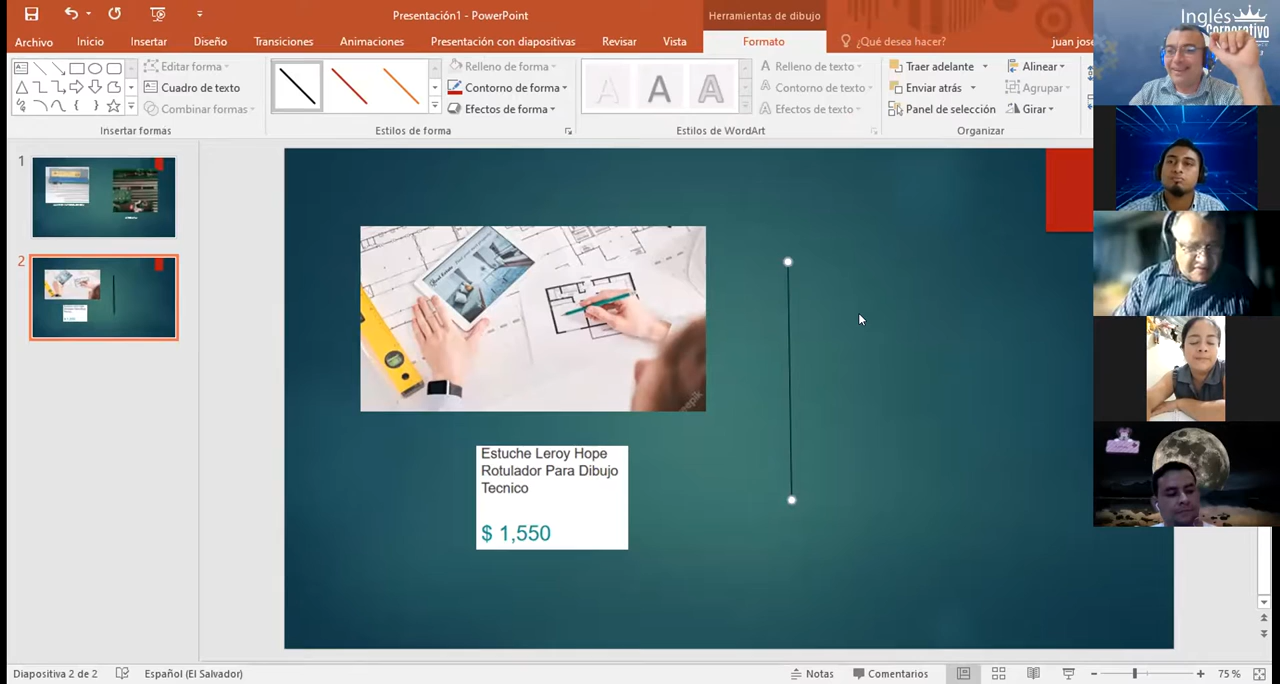 Presentación1 - PowerPoint
Herramientas de dibujo
Archivo
Inicio
Insertar
Diseño
Transiciones
Animaciones
Presentación con diapositivas
Revisar
Vista
Formato
¿Qué desea hacer?
juan jose
Editar forma
Cuadro de texto
Combinar formas
Insertar formas
Relleno de forma
Contorno de forma
Efectos de forma
Estilos de forma
A A A
Relleno de texto
Contorno de texto
Efectos de texto
Estilos de WordArt
Traer adelante
Enviar atrás
Panel de selección
Alinear
Agrupar
Girar
Organizar
Inglés
Corporativo
1
2
Estuche Leroy Hope
Rotulador Para Dibujo
Tecnico
$ 1,550
Diapositiva 2 de 2
Español (El Salvador)
Notas
Comentarios
75 %